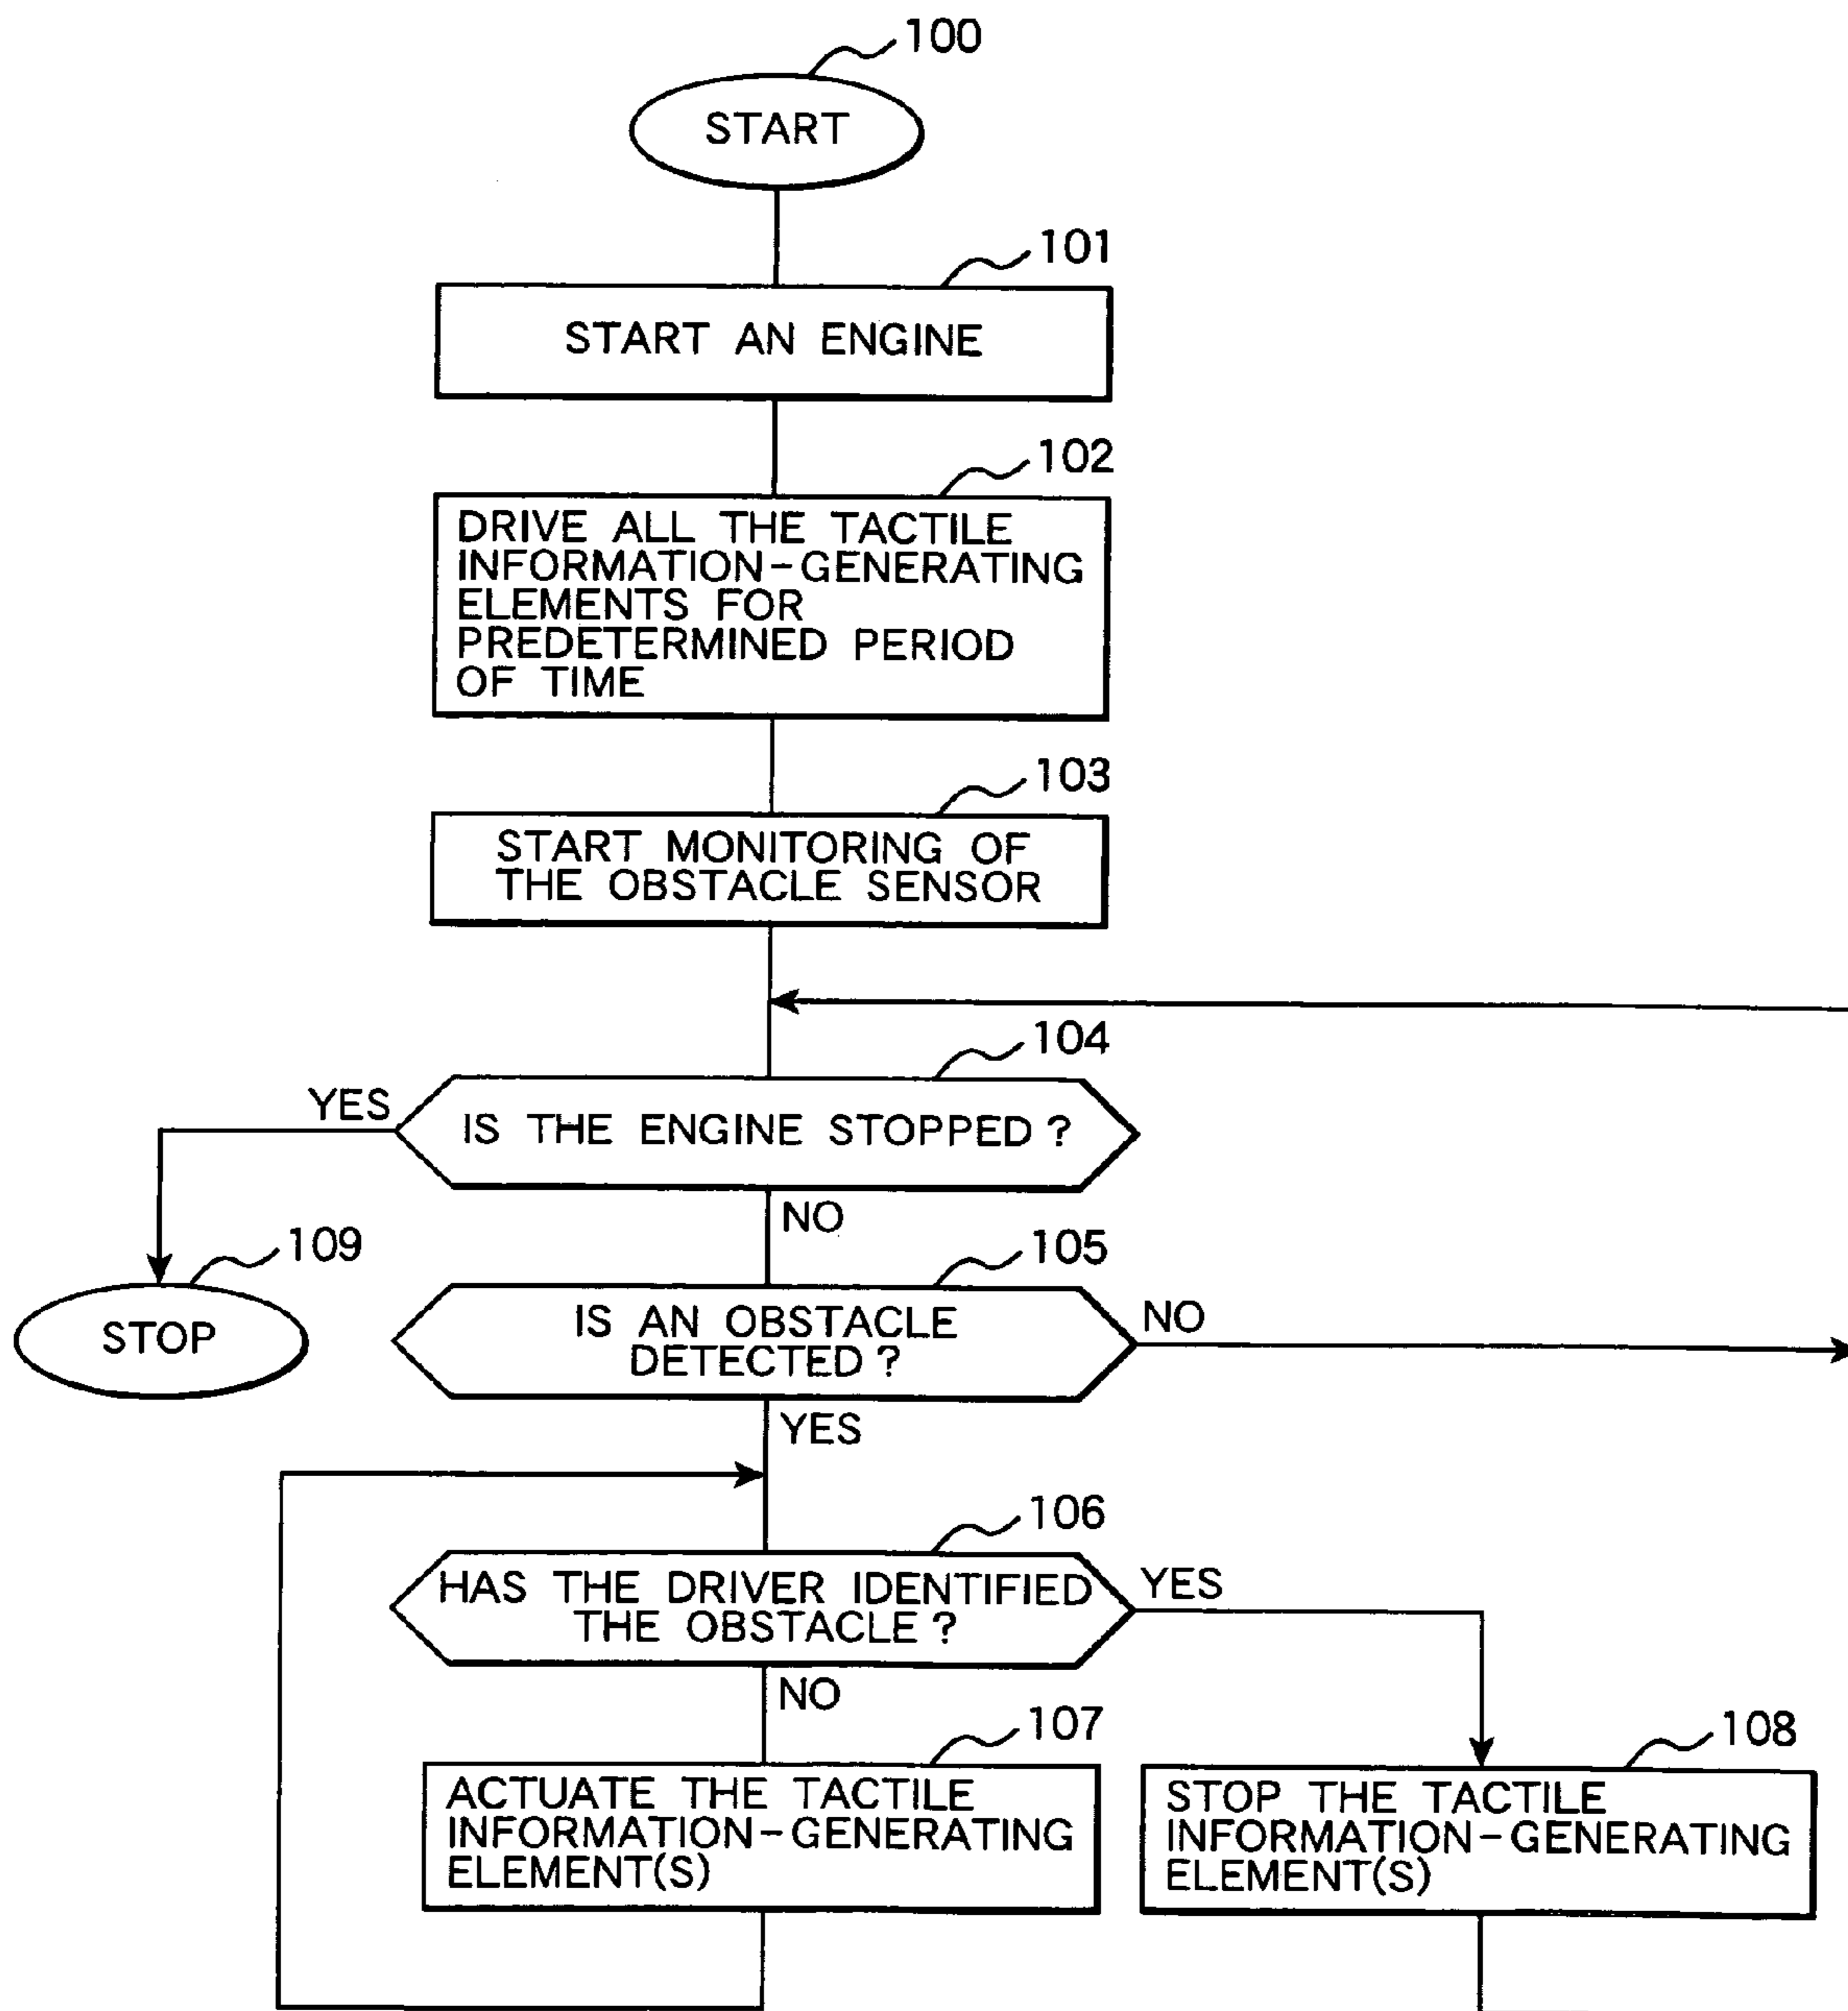 100
START
101
START AN ENGINE
102
DRIVE ALL THE TACTILE
INFORMATION-GENERATING
ELEMENTS FOR
PREDETERMINED PERIOD
OF TIME
103
START MONITORING OF
THE OBSTACLE SENSOR
104
YES
IS THE ENGINE STOPPED ?
NO
109
STOP
105
IS AN OBSTACLE
DETECTED ?
NO
YES
106
HAS THE DRIVER IDENTIFIED
THE OBSTACLE ?
YES
NO
107
ACTUATE THE TACTILE
INFORMATION-GENERATING
ELEMENT(S)
108
STOP THE TACTILE
INFORMATION-GENERATING
ELEMENT(S)